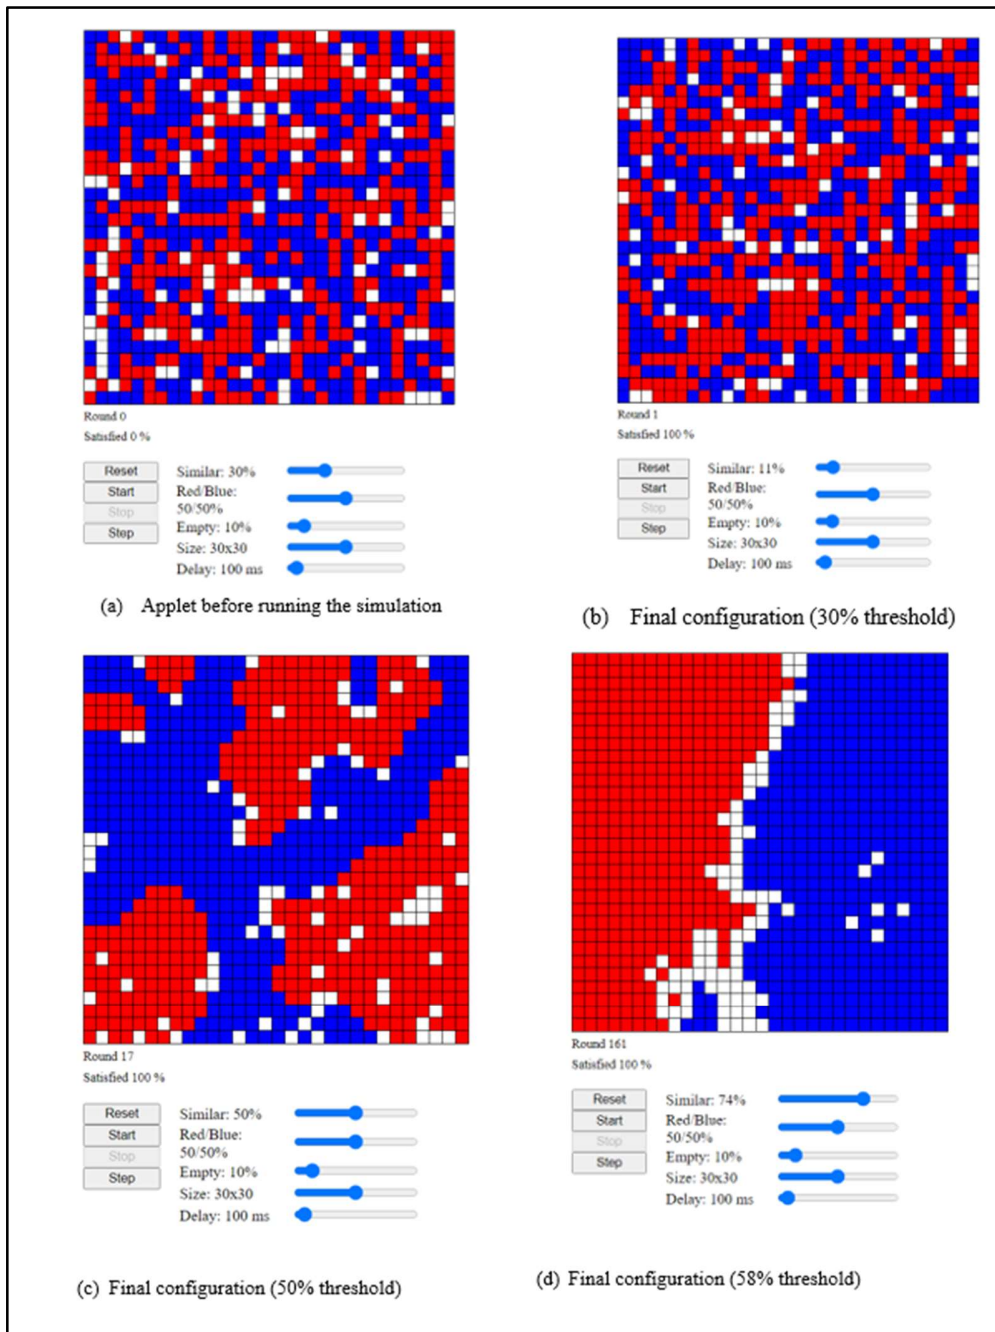 Round 0
Satisfied 0 %
Reset
Start
Stop
Step
Similar: 30%
Red/Blue:
50/50%
Empty: 10%
Size: 30x30
Delay: 100 ms
(a) Applet before running the simulation
Round 1
Satisfied 100 %
Reset
Start
Stop
Step
Similar: 11%
Red/Blue:
50/50%
Empty: 10%
Size: 30x30
Delay: 100 ms
(b) Final configuration (30% threshold)
Round 17
Satisfied 100 %
Reset
Start
Stop
Step
Similar: 50%
Red/Blue:
50/50%
Empty: 10%
Size: 30x30
Delay: 100 ms
(c) Final configuration (50% threshold)
Round 161
Satisfied 100 %
Reset
Start
Stop
Step
Similar: 74%
Red/Blue:
50/50%
Empty: 10%
Size: 30x30
Delay: 100 ms
(d) Final configuration (58% threshold)